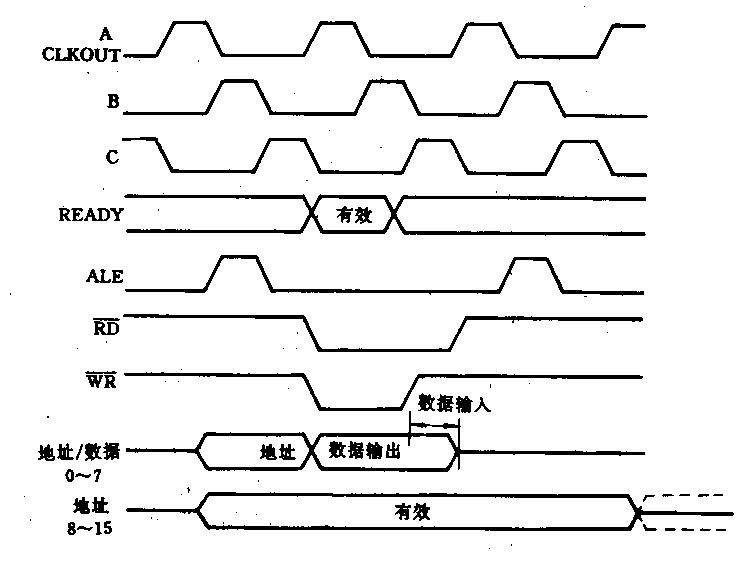 A
CLKOUT
B
C
READY
有效
ALE
RD
WR
数据输入
地址/数据
0～7
地址
数据输出
地址
8～15
有效